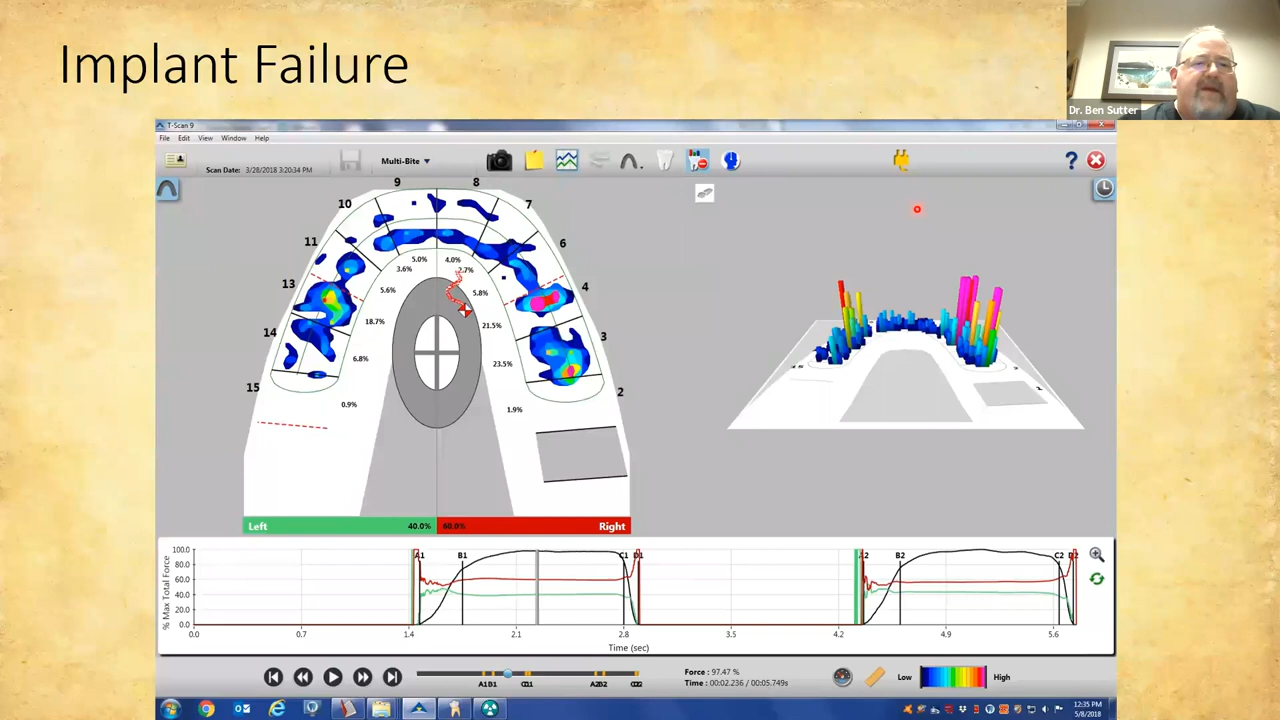 Implant Failure
Dr. Ben Sutter
T-Scan 9
File Edit View Window Help
Scan Date: 3/28/2018 3:20:34 PM
Multi-Bite
?
9 8
10 7
11 6
13 4
14 3
15 2
5.0% 4.0%
3.6% 2.7%
5.6% 5.8%
18.7% 21.5%
6.8% 23.5%
0.9% 1.9%
Left 40.0% 60.0% Right
% Max Total Force
100.0
80.0
60.0
40.0
20.0
0.0
A1 B1 C1 D1 A2 B2 C2 D2
0.0 0.7 1.4 2.1 2.8 3.5 4.2 4.9 5.6
Time (sec)
Force : 97.47 %
Time : 00:02.236 / 00:05.749s
Low High
12:35 PM
5/8/2018